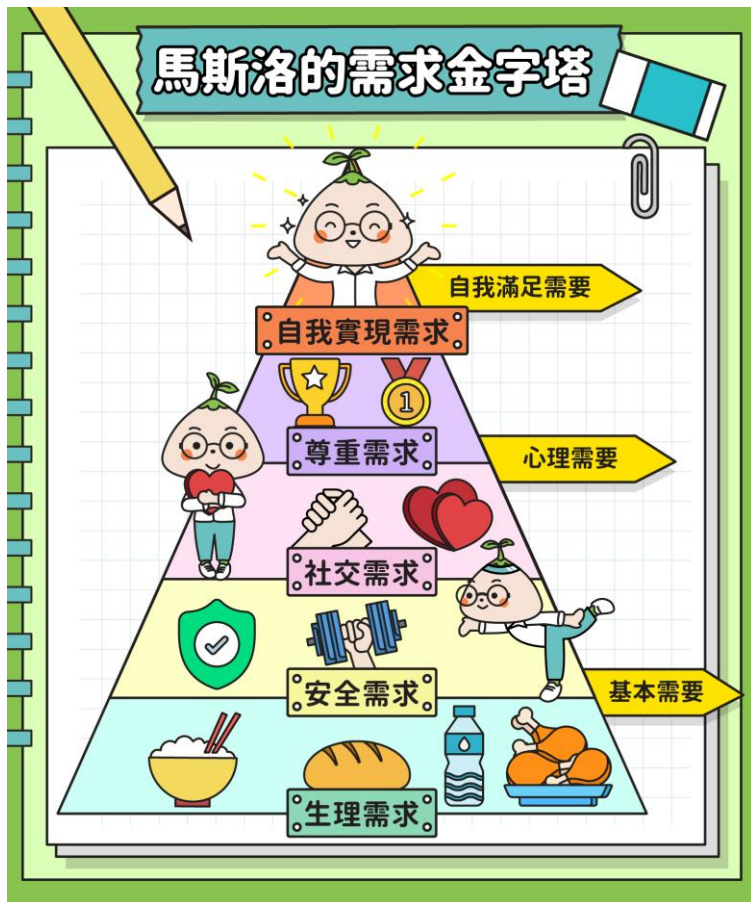 馬斯洛的需求金字塔
自我滿足需要
自我實現需求
1
尊重需求
心理需要
社交需求
安全需求
基本需要
生理需求